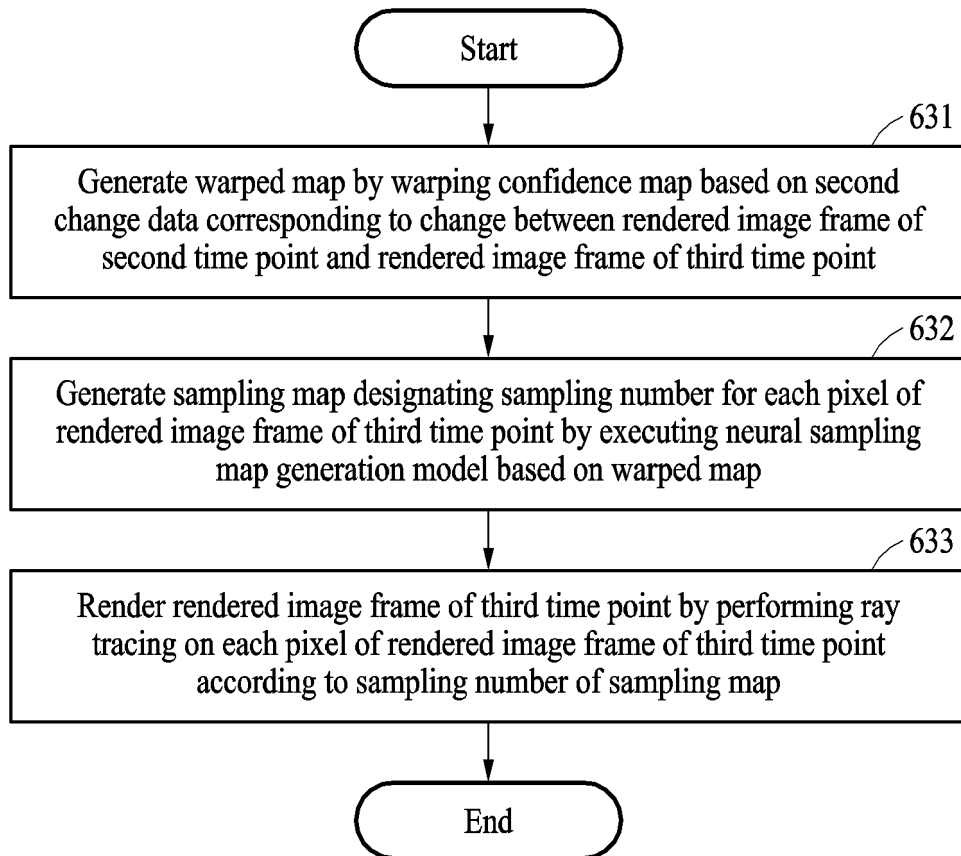 Start
631
Generate warped map by warping confidence map based on second
change data corresponding to change between rendered image frame of
second time point and rendered image frame of third time point
632
Generate sampling map designating sampling number for each pixel of
rendered image frame of third time point by executing neural sampling
map generation model based on warped map
633
Render rendered image frame of third time point by performing ray
tracing on each pixel of rendered image frame of third time point
according to sampling number of sampling map
End